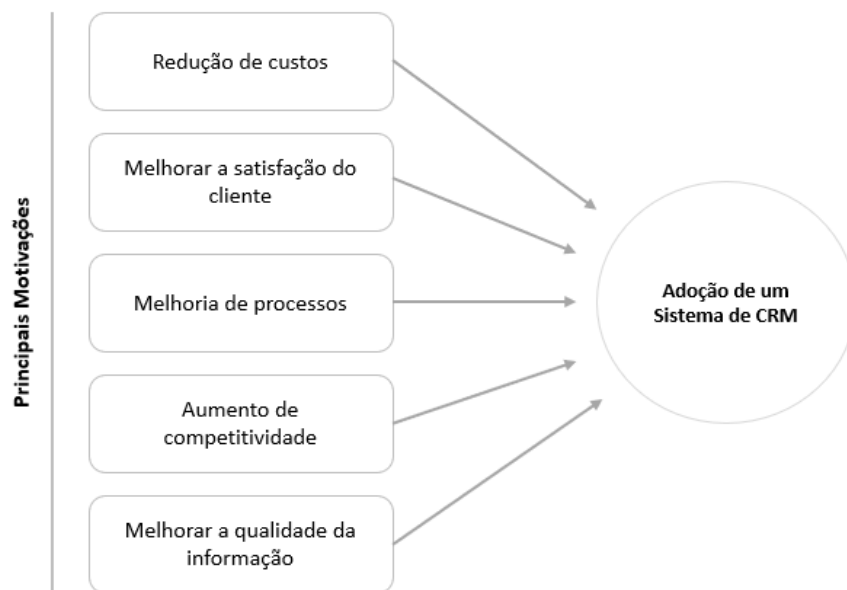 Principais Motivações
Redução de custos
Melhorar a satisfação do
cliente
Melhoria de processos
Aumento de
competitividade
Melhorar a qualidade da
informação
Adoção de um
Sistema de CRM